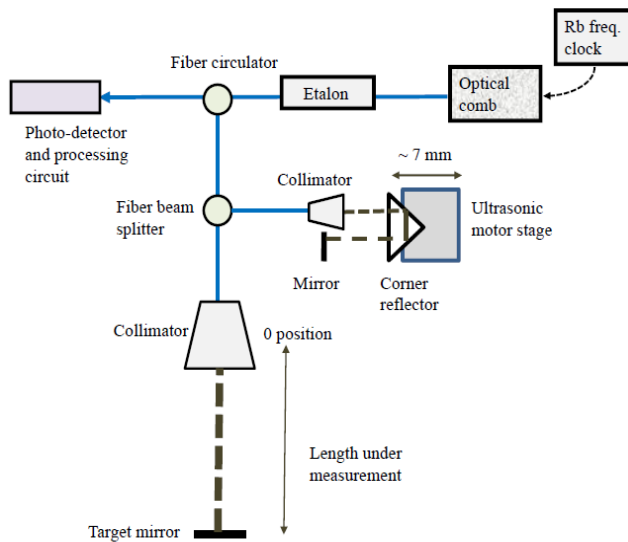 Rb freq.
clock
Fiber circulator
Etalon
Optical
comb
Photo-detector
and processing
circuit
~ 7 mm
Collimator
Fiber beam
splitter
Ultrasonic
motor stage
Mirror
Corner
reflector
Collimator
0 position
Length under
measurement
Target mirror